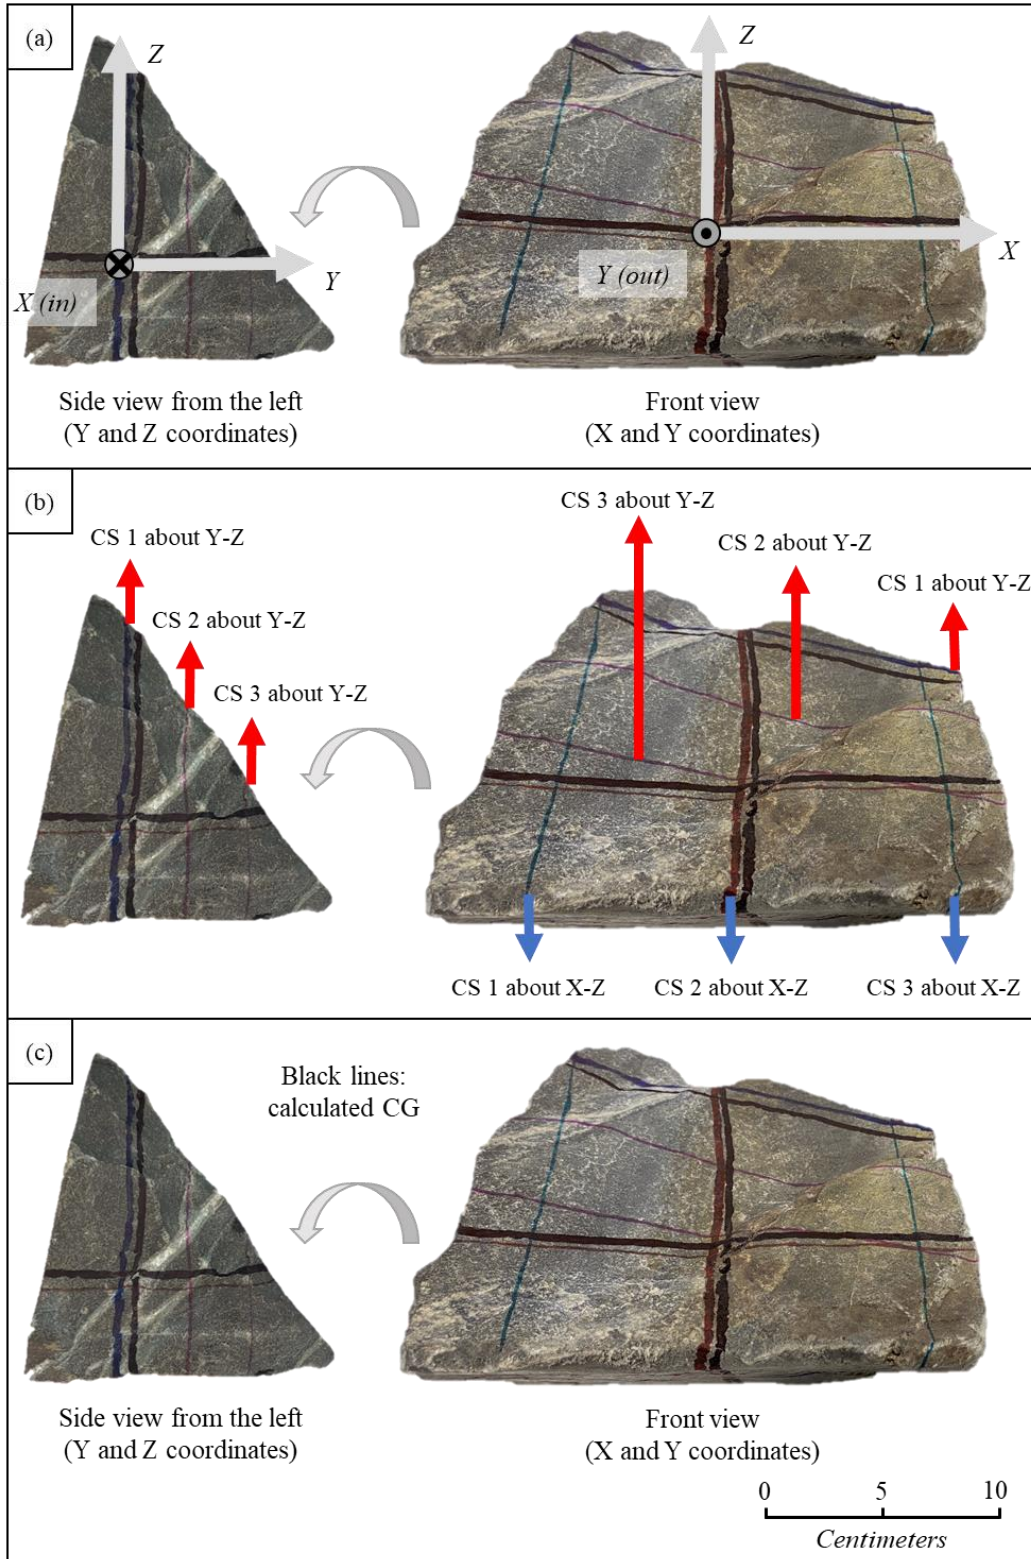 (a)
Z
Z
X (in)
Y
Y (out)
X
Side view from the left
(Y and Z coordinates)
Front view
(X and Y coordinates)
(b)
CS 1 about Y-Z
CS 2 about Y-Z
CS 3 about Y-Z
CS 3 about Y-Z
CS 2 about Y-Z
CS 1 about Y-Z
CS 1 about X-Z
CS 2 about X-Z
CS 3 about X-Z
(c)
Black lines:
calculated CG
Side view from the left
(Y and Z coordinates)
Front view
(X and Y coordinates)
0 5 10
Centimeters